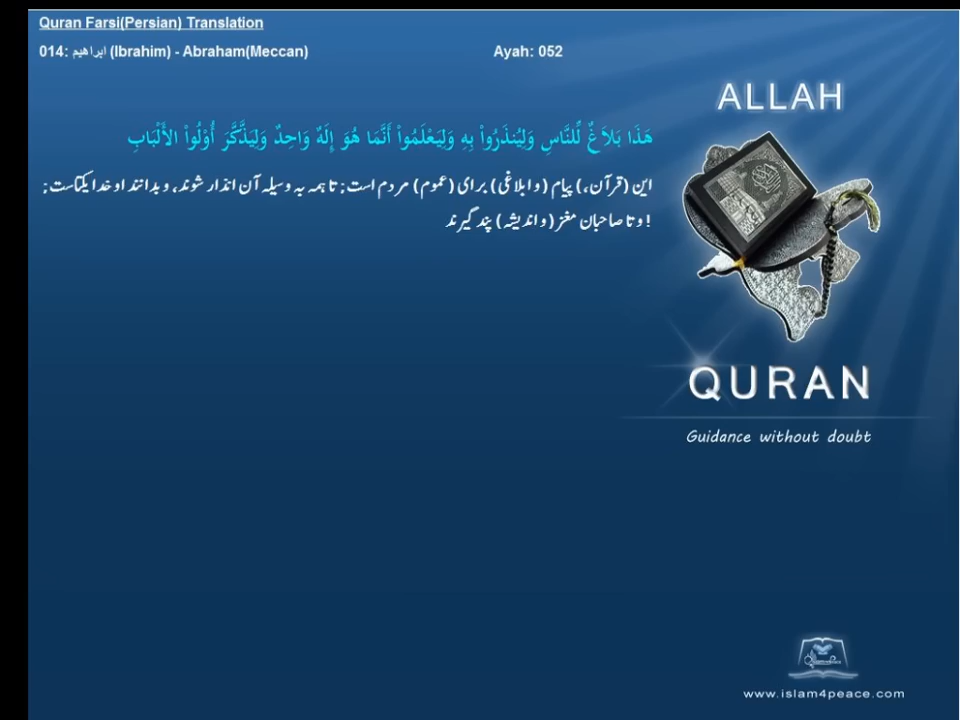 Quran Farsi(Persian) Translation
014: ابراهيم (Ibrahim) - Abraham(Meccan) Ayah: 052
ALLAH
هَذَا بَلاَغٌ لِّلنَّاسِ وَلِيُنذَرُواْ بِهِ وَلِيَعْلَمُواْ أَنَّمَا هُوَ إِلَهٌ وَاحِدٌ وَلِيَذَّكَّرَ أُوْلُواْ الأَلْبَابِ
این (قرآن،) پیام (و ابلاغی) برای (عموم) مردم است; تا همه به وسیله آن انذار شوند، و بدانند او خدا یکتاست;
و تا صاحبان مغز (و اندیشه) پند گیرند!
QURAN
Guidance without doubt
www.islam4peace.com